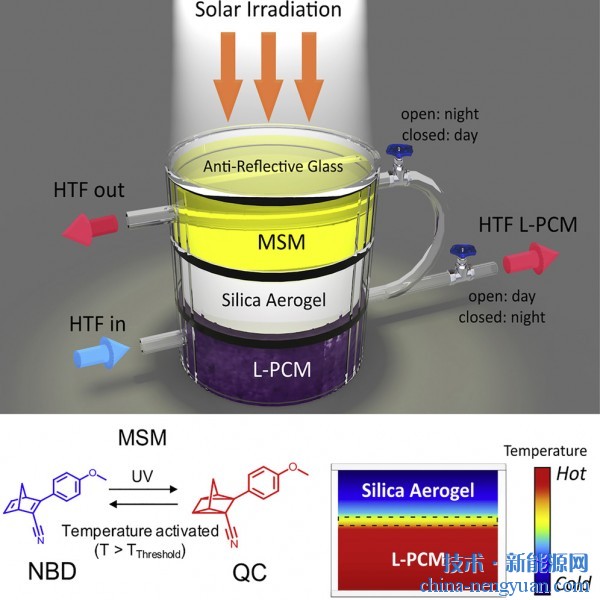 Solar Irradiation
open: night
closed: day
Anti-Reflective Glass
HTF out
MSM
HTF L-PCM
Silica Aerogel
open: day
closed: night
HTF in
L-PCM
MSM
UV
Temperature activated
(T > TThreshold)
O
N
NBD
O
N
QC
Temperature
Hot
Silica Aerogel
L-PCM
Cold
技术·新能源网
china-nengyuan.com